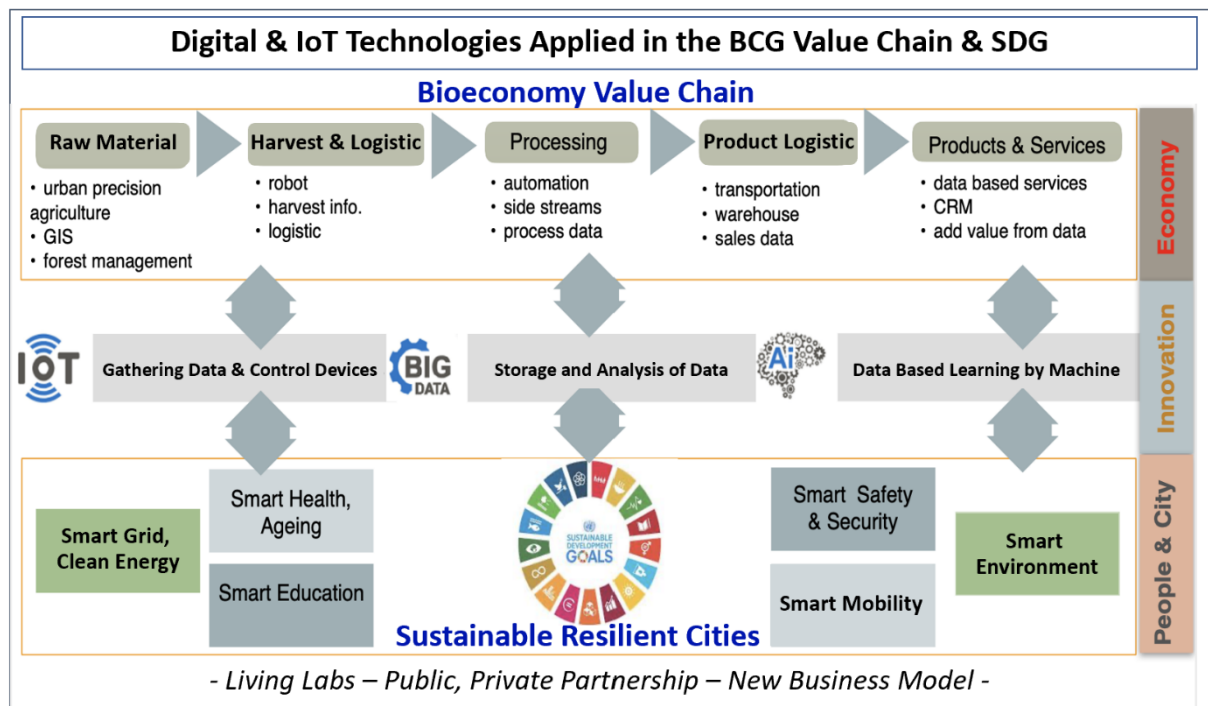 Digital & IoT Technologies Applied in the BCG Value Chain & SDG
Bioeconomy Value Chain
Raw Material
• urban precision
agriculture
• GIS
• forest management
Harvest & Logistic
• robot
• harvest info.
• logistic
Processing
• automation
• side streams
• process data
Product Logistic
• transportation
• warehouse
• sales data
Products & Services
• data based services
• CRM
• add value from data
Economy
IOT
Gathering Data & Control Devices
BIG
DATA
Storage and Analysis of Data
Ai
Data Based Learning by Machine
Innovation
Smart Grid,
Clean Energy
Smart Health,
Ageing
Smart Education
SUSTAINABLE
DEVELOPMENT
GOALS
Smart Safety
& Security
Smart Mobility
Smart
Environment
People & City
Sustainable Resilient Cities
- Living Labs – Public, Private Partnership – New Business Model -